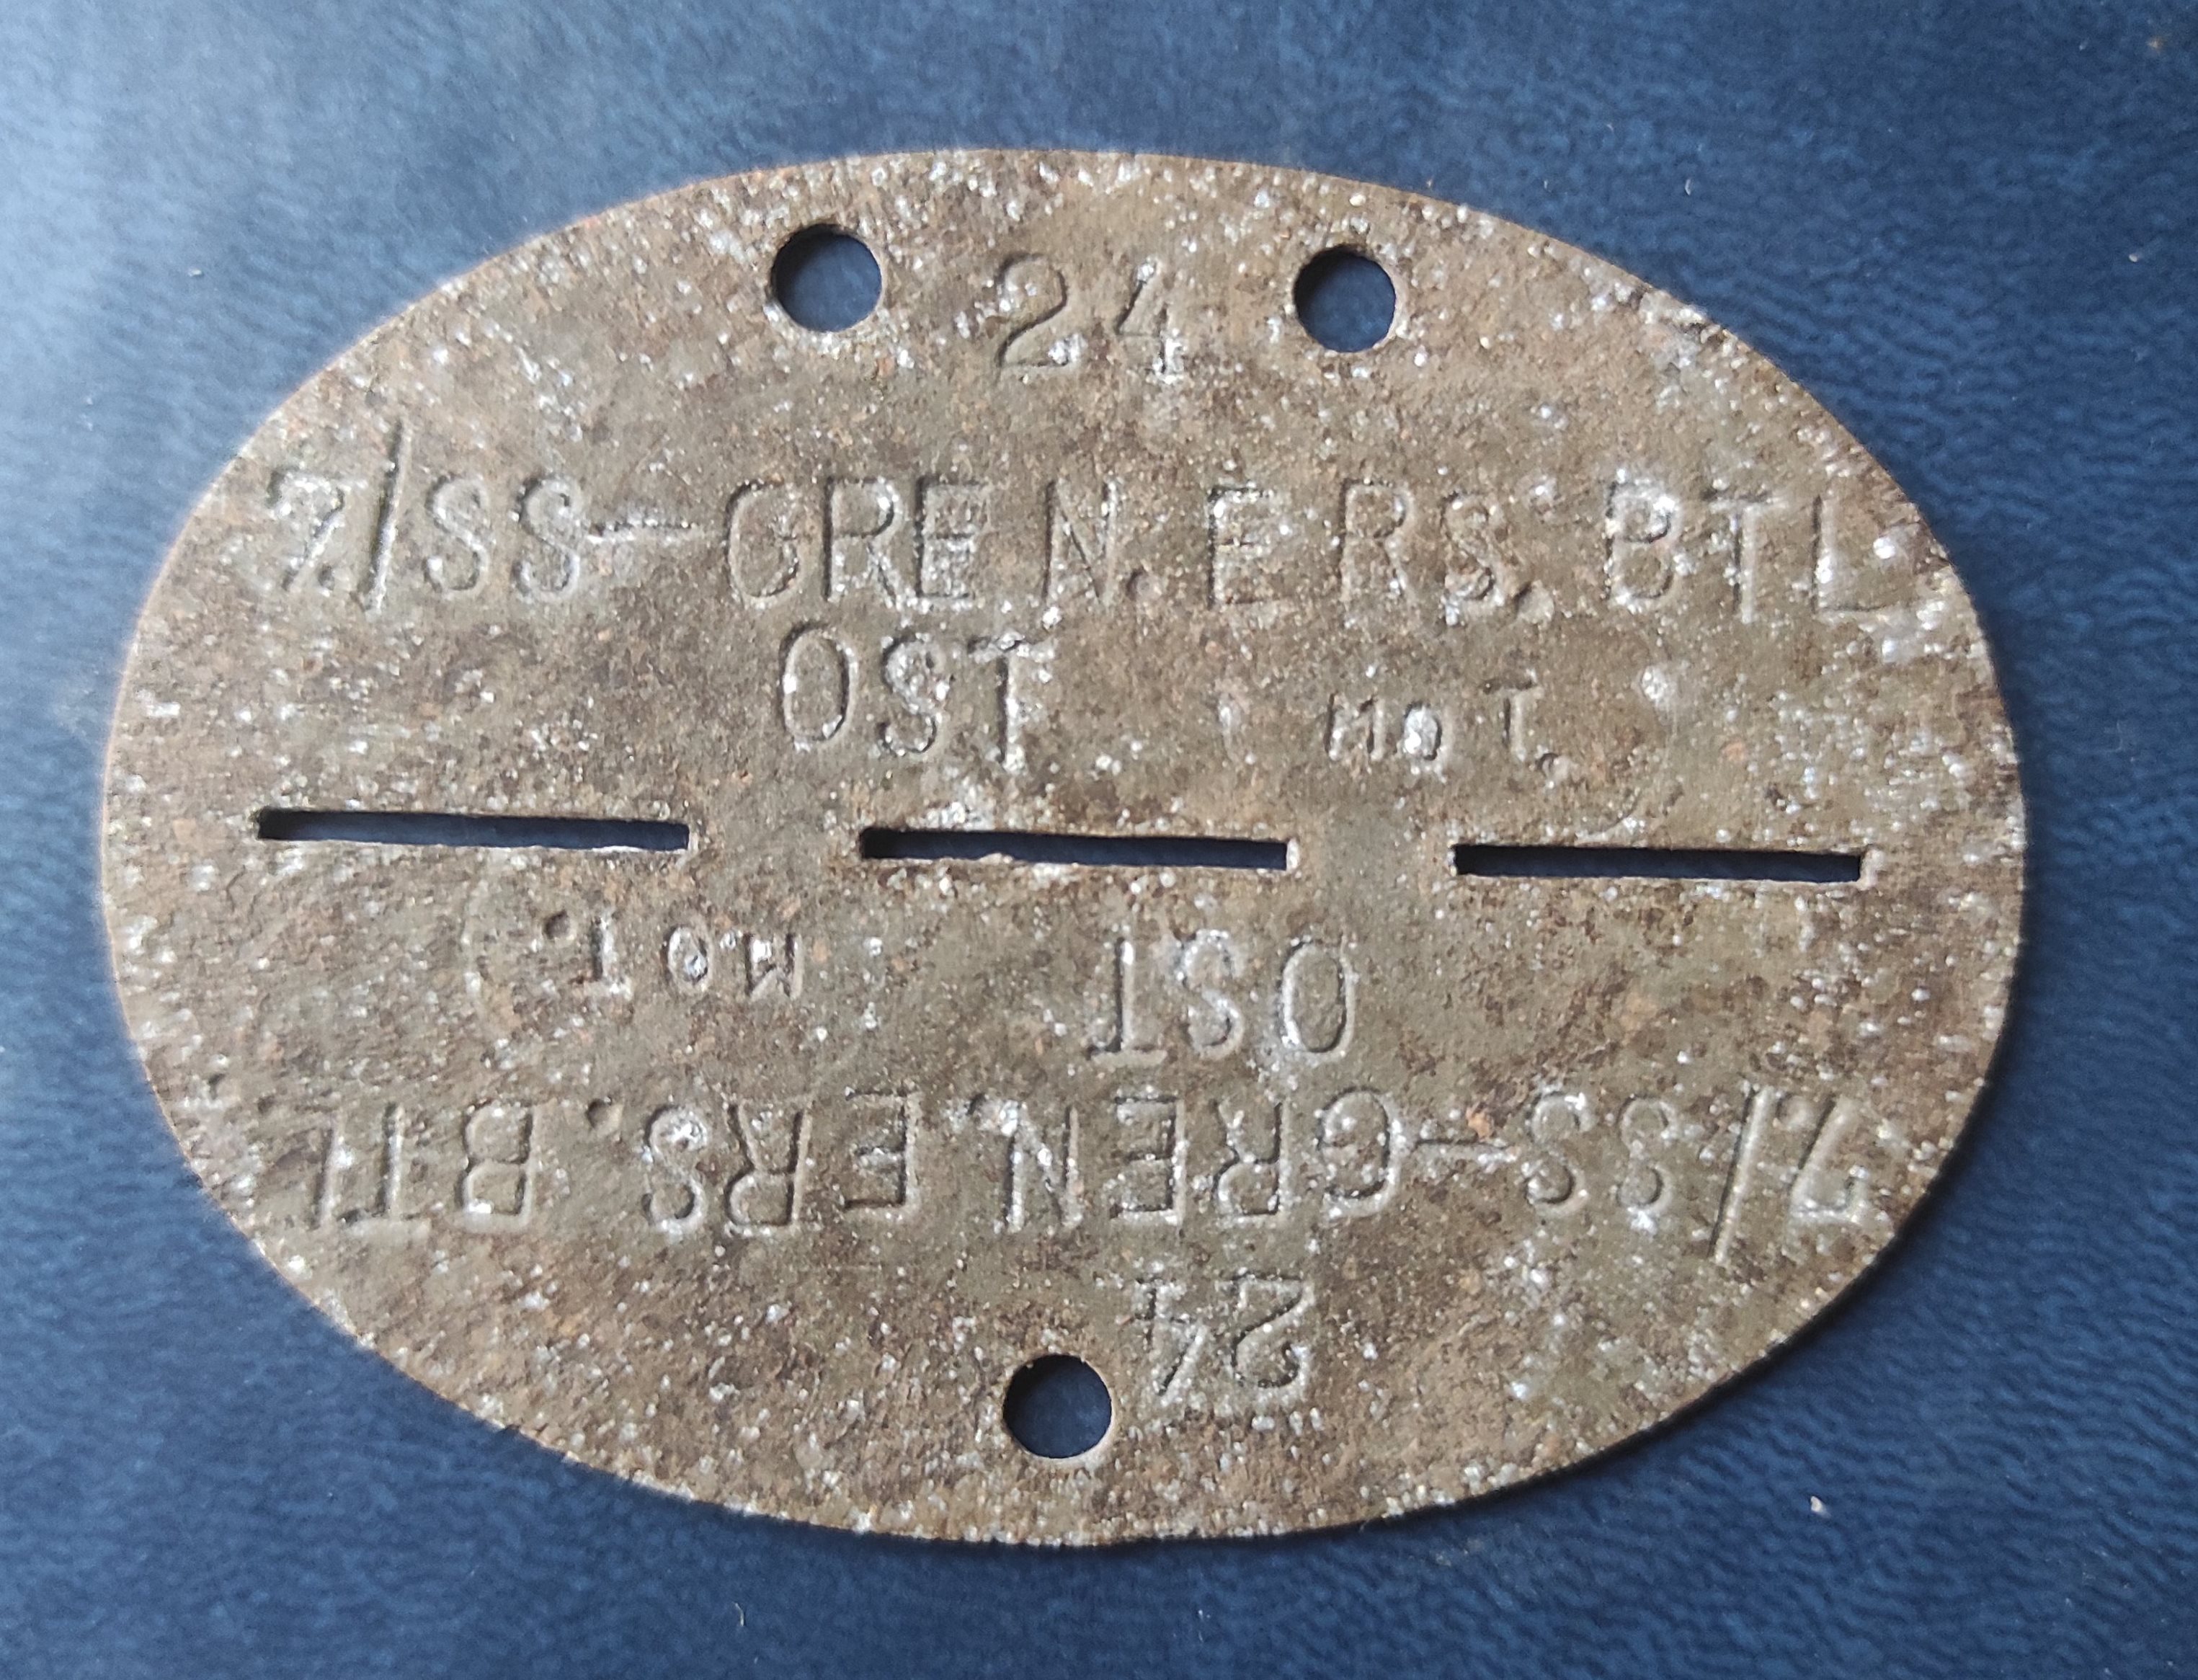 24
7./SS-GREN.ERS.BTL
OST MOT.
OST MOT.
7./SS-GREN.ERS.BTL
24